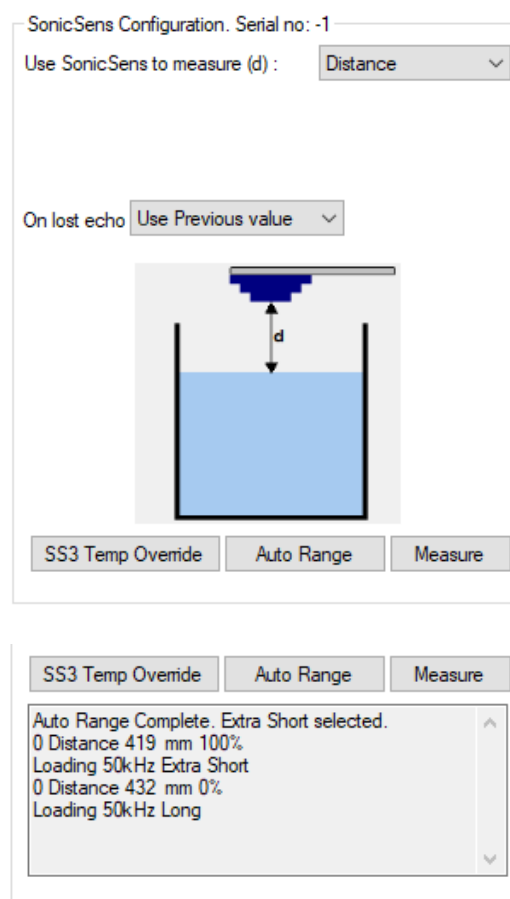 SonicSens Configuration. Serial no: -1
Use SonicSens to measure (d) : Distance
On lost echo Use Previous value
d
SS3 Temp Override Auto Range Measure
SS3 Temp Override Auto Range Measure
Auto Range Complete. Extra Short selected.
0 Distance 419 mm 100%
Loading 50kHz Extra Short
0 Distance 432 mm 0%
Loading 50kHz Long